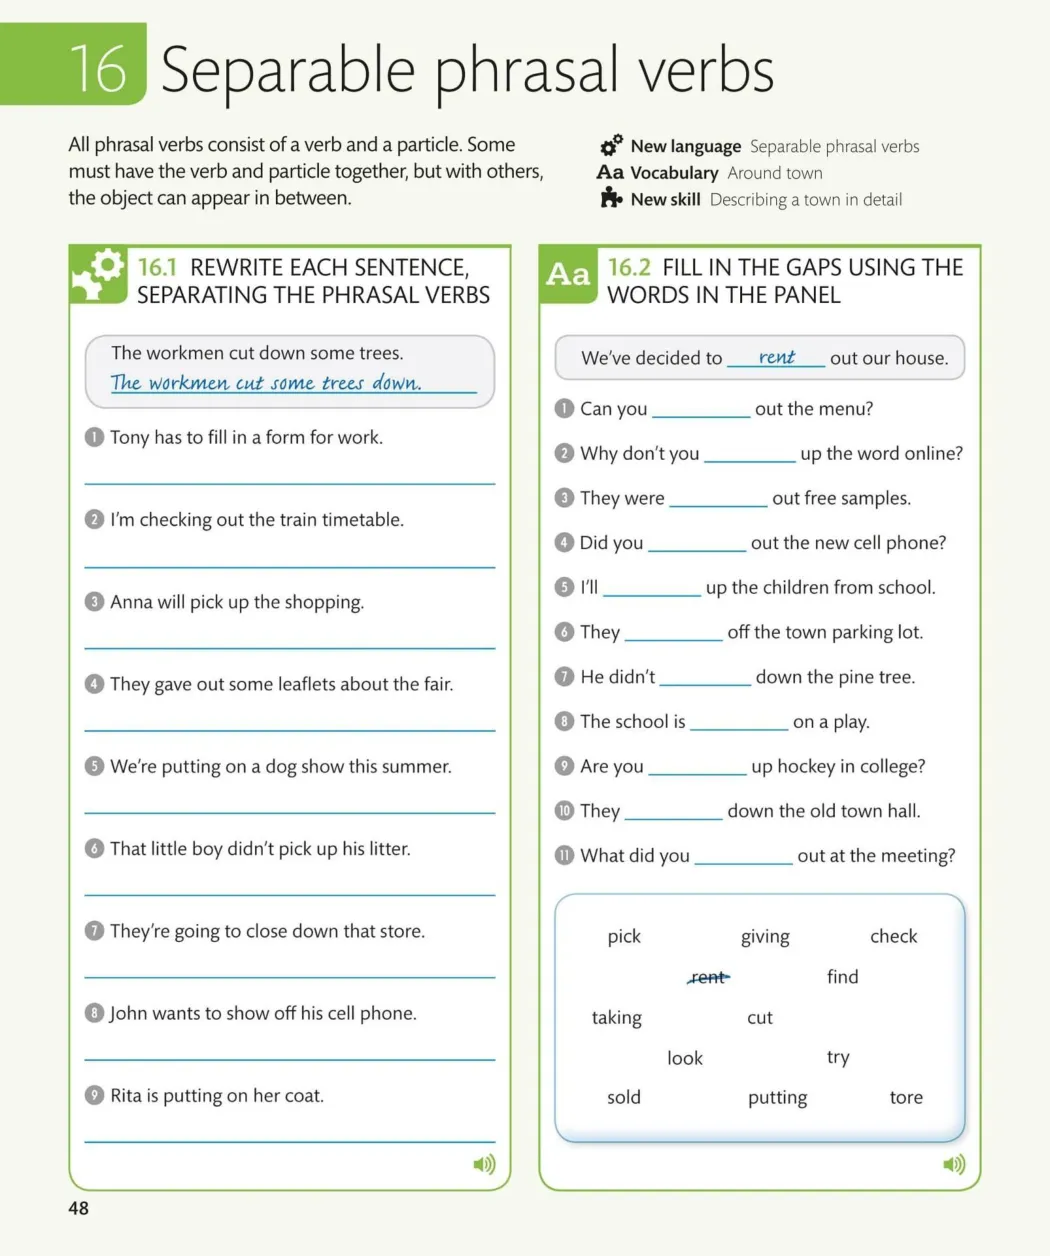 16 Separable phrasal verbs
All phrasal verbs consist of a verb and a particle. Some
must have the verb and particle together, but with others,
the object can appear in between.
New language Separable phrasal verbs
Aa Vocabulary Around town
New skill Describing a town in detail
16.1 REWRITE EACH SENTENCE,
SEPARATING THE PHRASAL VERBS
The workmen cut down some trees.
The workmen cut some trees down.
1 Tony has to fill in a form for work.
2 I'm checking out the train timetable.
3 Anna will pick up the shopping.
4 They gave out some leaflets about the fair.
5 We're putting on a dog show this summer.
6 That little boy didn't pick up his litter.
7 They're going to close down that store.
8 John wants to show off his cell phone.
9 Rita is putting on her coat.
Aa 16.2 FILL IN THE GAPS USING THE
WORDS IN THE PANEL
We've decided to rent out our house.
1 Can you ________ out the menu?
2 Why don't you ________ up the word online?
3 They were ________ out free samples.
4 Did you ________ out the new cell phone?
5 I'll ________ up the children from school.
6 They ________ off the town parking lot.
7 He didn't ________ down the pine tree.
8 The school is ________ on a play.
9 Are you ________ up hockey in college?
10 They ________ down the old town hall.
11 What did you ________ out at the meeting?
pick giving check
rent find
taking cut
look try
sold putting tore
48